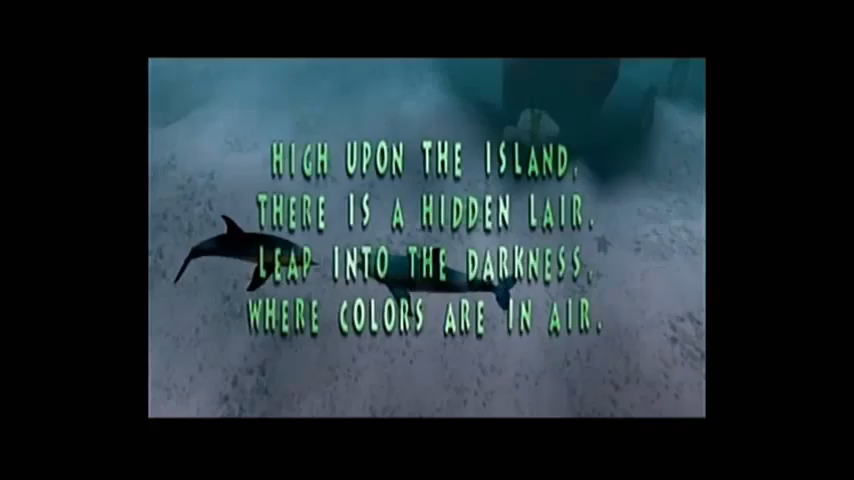 HIGH UPON THE ISLAND,
THERE IS A HIDDEN LAIR.
LEAP INTO THE DARKNESS,
WHERE COLORS ARE IN AIR.